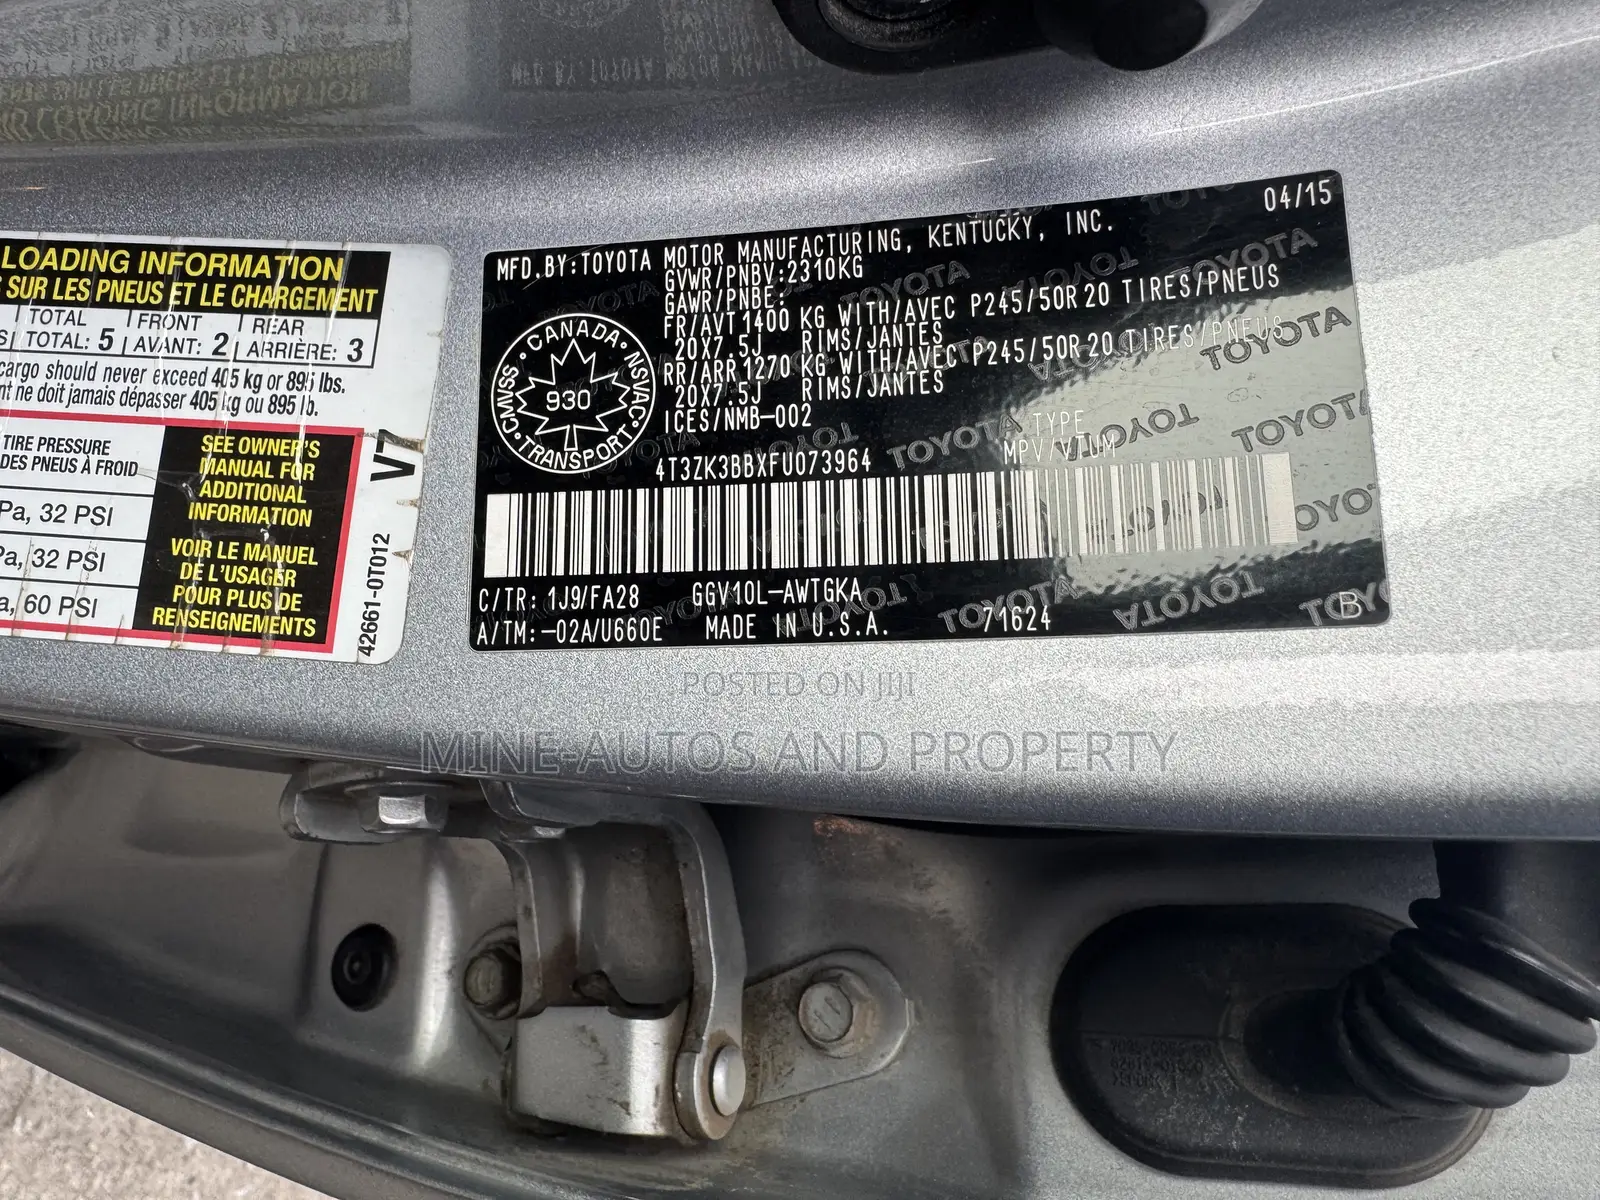 LOADING INFORMATION
SUR LES PNEUS ET LE CHARGEMENT
TOTAL FRONT REAR
TOTAL: 5 AVANT: 2 ARRIÈRE: 3
cargo should never exceed 405 kg or 895 lbs.
nt ne doit jamais dépasser 405 kg ou 895 lb.
TIRE PRESSURE
DES PNEUS À FROID
Pa, 32 PSI
Pa, 32 PSI
a, 60 PSI
SEE OWNER'S
MANUAL FOR
ADDITIONAL
INFORMATION
VOIR LE MANUEL
DE L'USAGER
POUR PLUS DE
RENSEIGNEMENTS
V7
42661-0T012
04/15
MFD.BY:TOYOTA MOTOR MANUFACTURING, KENTUCKY, INC.
GVWR/PNBV:2310KG
GAWR/PNBE:
FR/AVT 1400 KG WITH/AVEC P245/50R20 TIRES/PNEUS
20X7.5J RIMS/JANTES
RR/ARR 1270 KG WITH/AVEC P245/50R20 TIRES/PNEUS
20X7.5J RIMS/JANTES
ICES/NMB-002
TYPE
MPV/VTUM
CANADA
CMVSS NSVAC
930
TRANSPORT
4T3ZK3BBXFU073964
C/TR: 1J9/FA28 GGV10L-AWTGKA
A/TM:-02A/U660E MADE IN U.S.A. 71624
B
POSTED ON JIJI
MINE-AUTOS AND PROPERTY